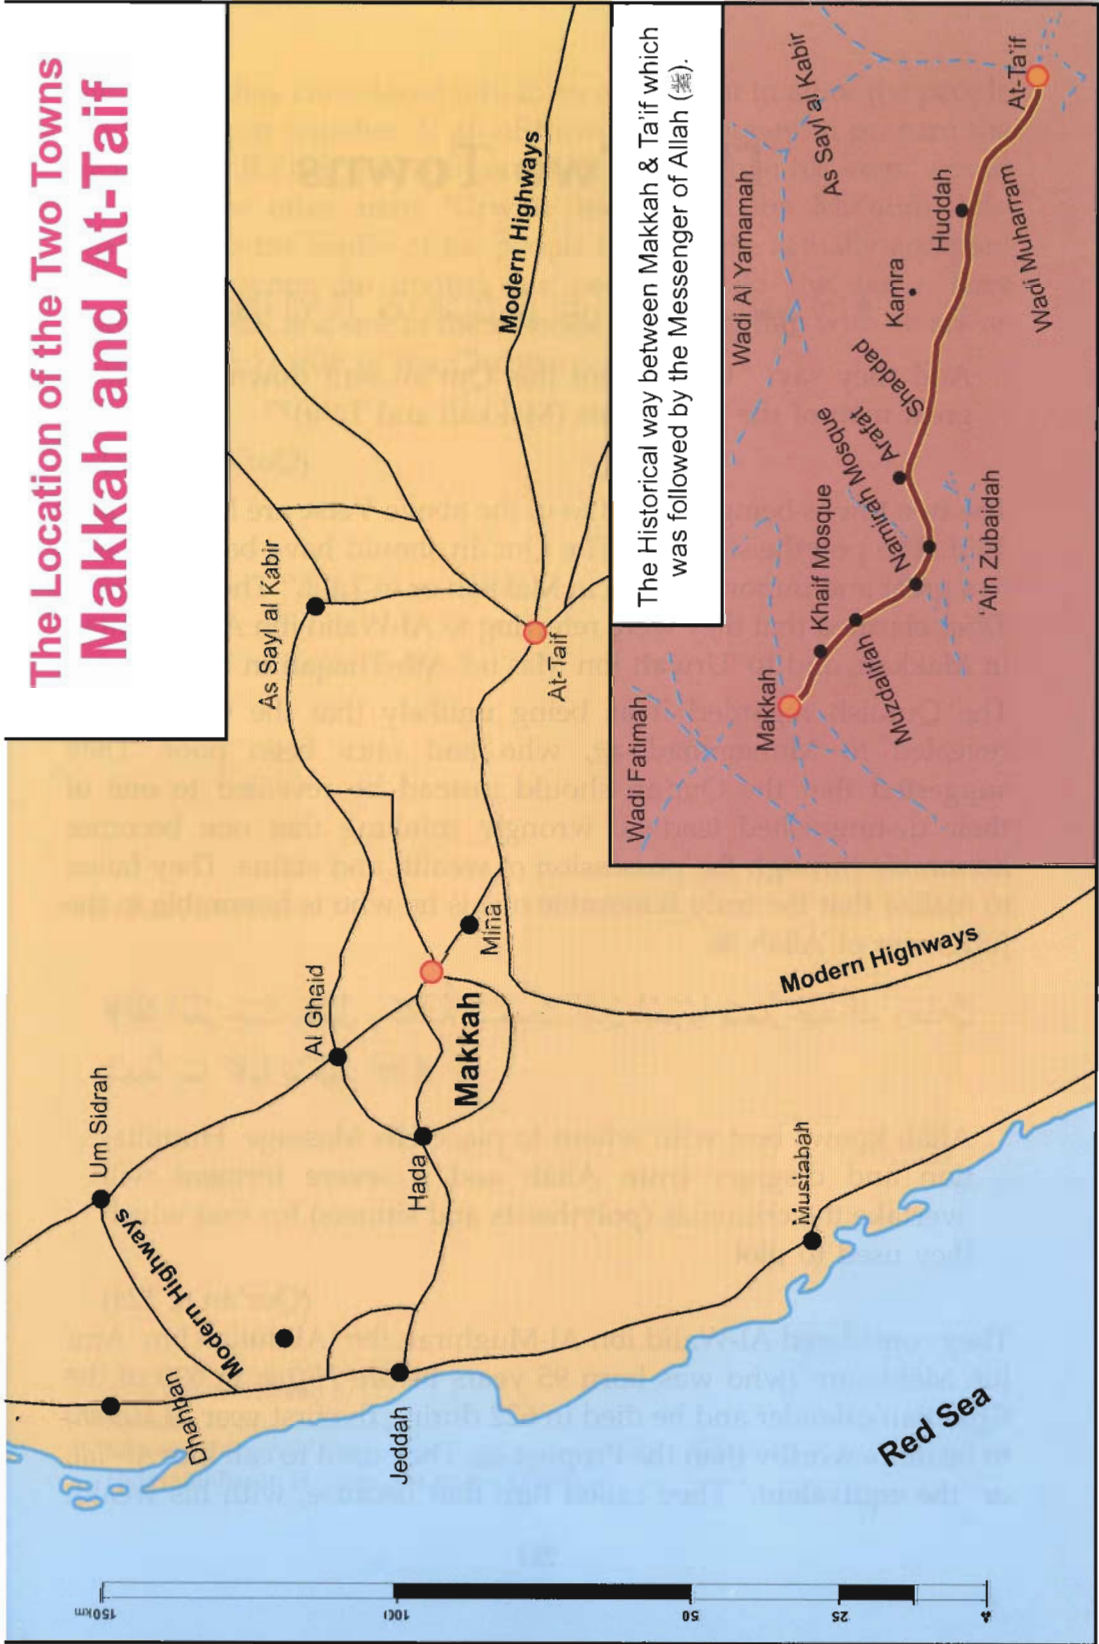 The Location of the Two Towns
Makkah and At-Taif
Modern Highways
As Sayl al Kabir
At-Taif
Al Ghaid
Mina
Makkah
Hada
Um Sidrah
Modern Highways
Dhahban
Jeddah
Mustabah
Modern Highways
Red Sea
150km
100
50
25
The Historical way between Makkah & Ta'if which
was followed by the Messenger of Allah (ﷺ).
Wadi Fatimah
Wadi Al Yamamah
As Sayl al Kabir
At-Ta'if
Makkah
Khaif Mosque
Muzdalifah
Namirah Mosque
Arafat
Shaddad
Kamra
Huddah
Wadi Muharram
'Ain Zubaidah